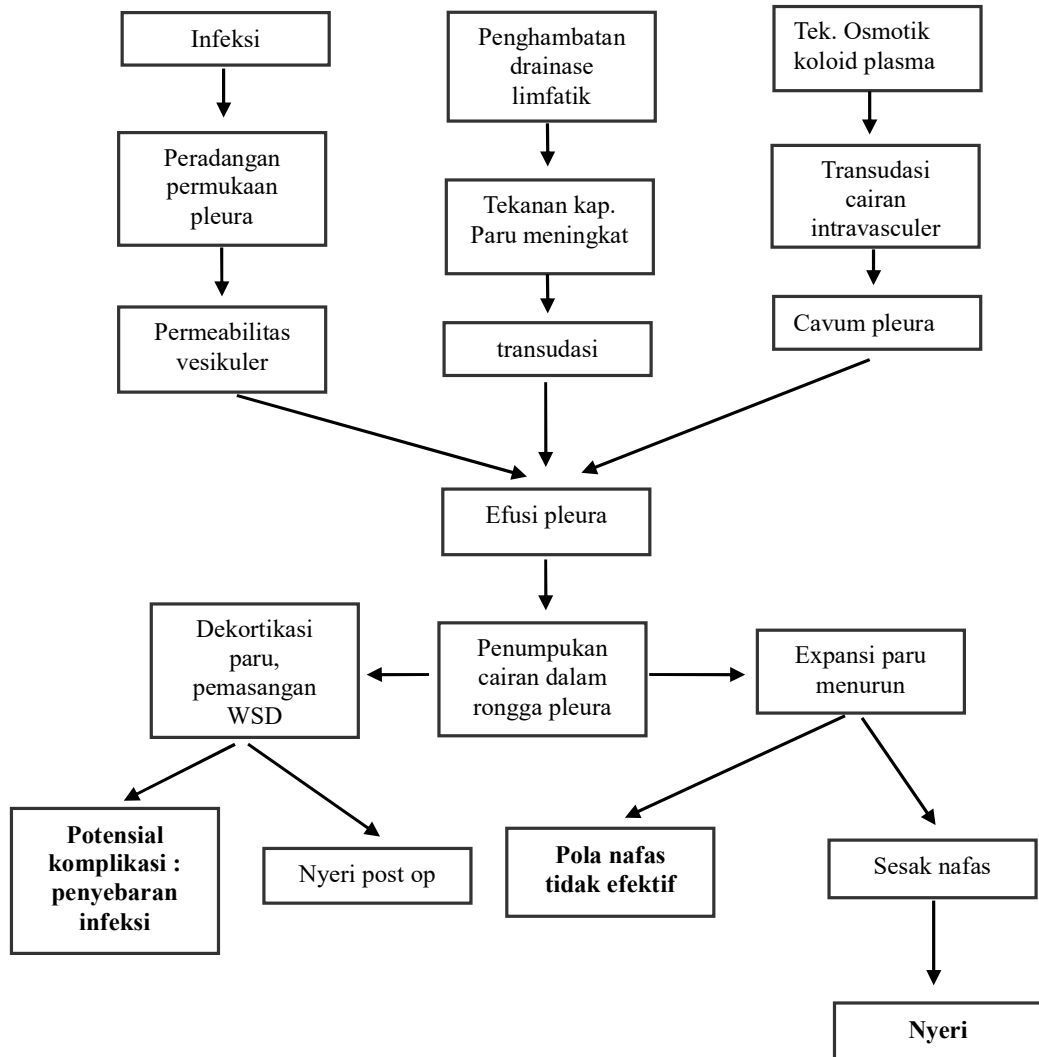 Infeksi
Penghambatan
drainase
limfatik
Tek. Osmotik
koloid plasma
Peradangan
permukaan
pleura
Tekanan kap.
Paru meningkat
Transudasi
cairan
intravasculer
Permeabilitas
vesikuler
transudasi
Cavum pleura
Efusi pleura
Dekortikasi
paru,
pemasangan
WSD
Penumpukan
cairan dalam
rongga pleura
Expansi paru
menurun
Potensial
komplikasi :
penyebaran
infeksi
Nyeri post op
Pola nafas
tidak efektif
Sesak nafas
Nyeri